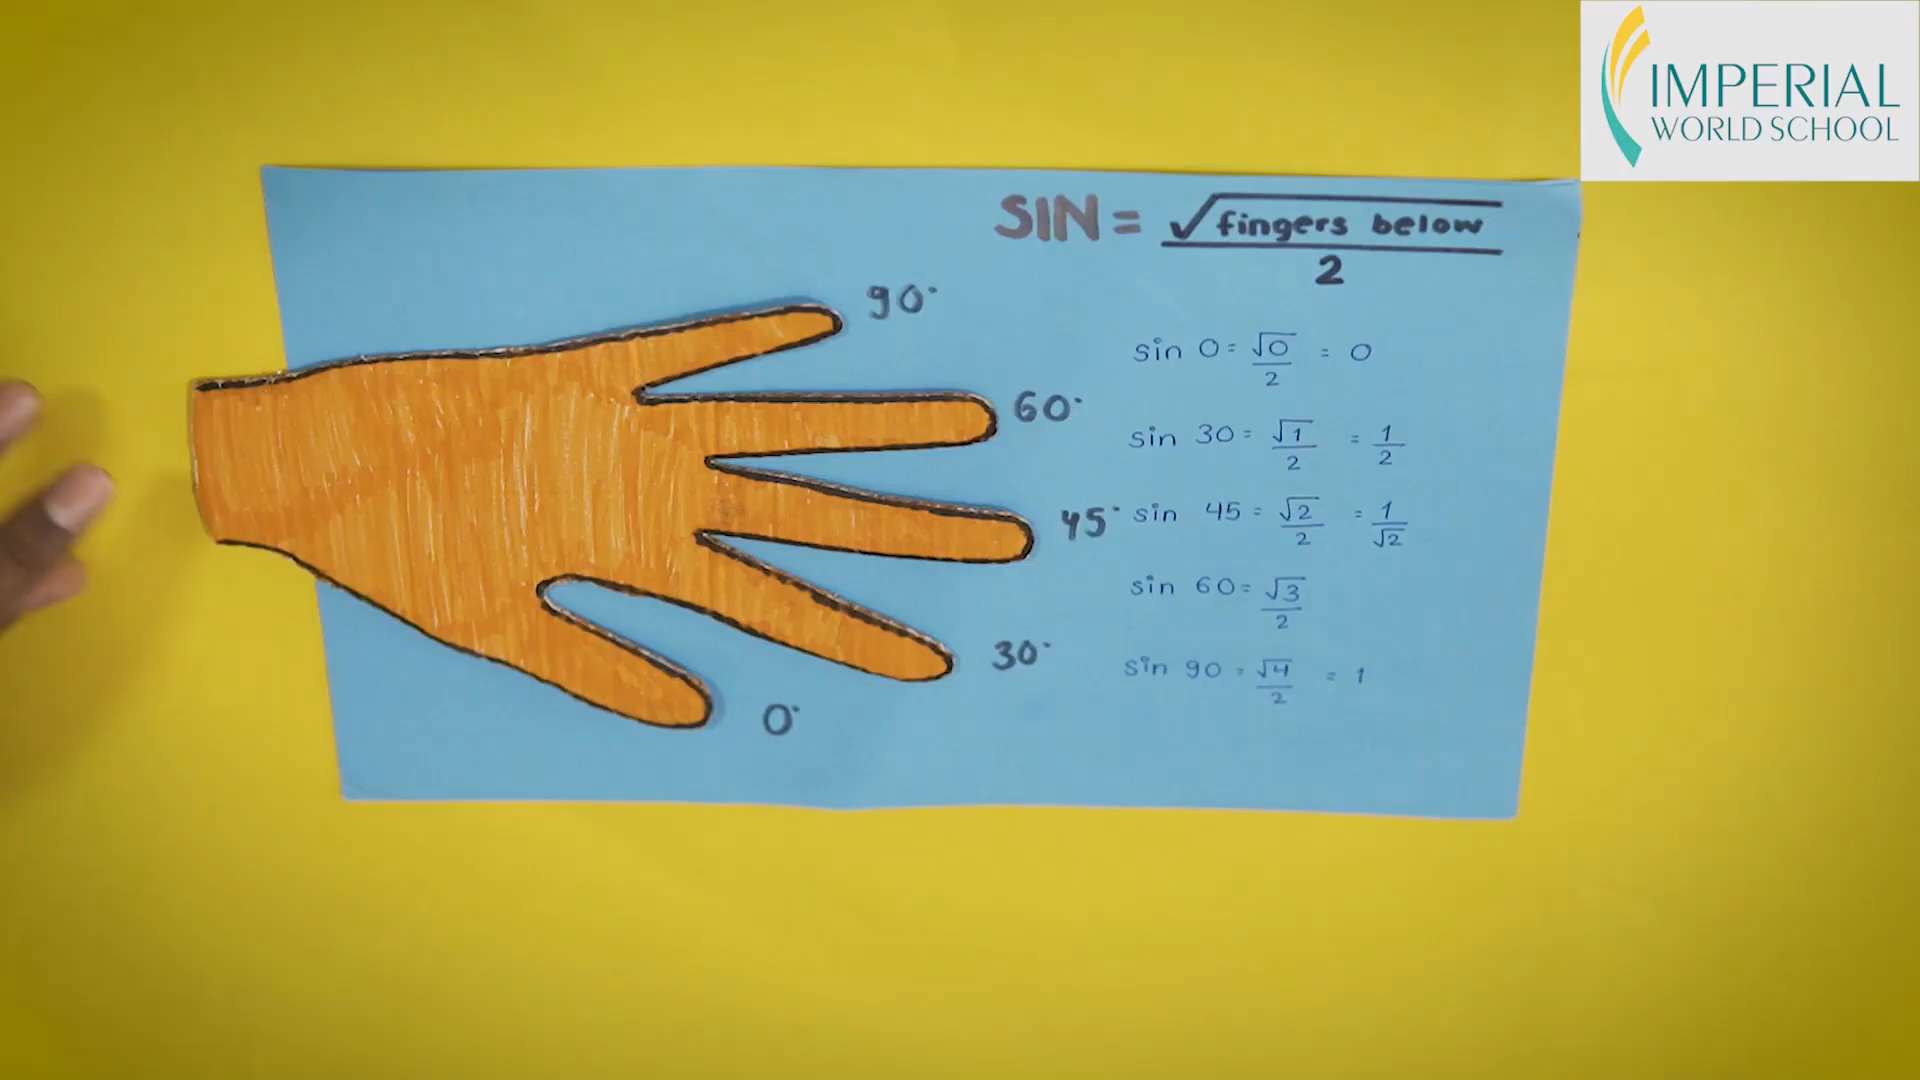 IMPERIAL
WORLD SCHOOL
SIN = √fingers below / 2
90°
60°
45°
30°
0°
sin 0 = √0/2 = 0
sin 30 = √1/2 = 1/2
sin 45 = √2/2 = 1/√2
sin 60 = √3/2
sin 90 = √4/2 = 1